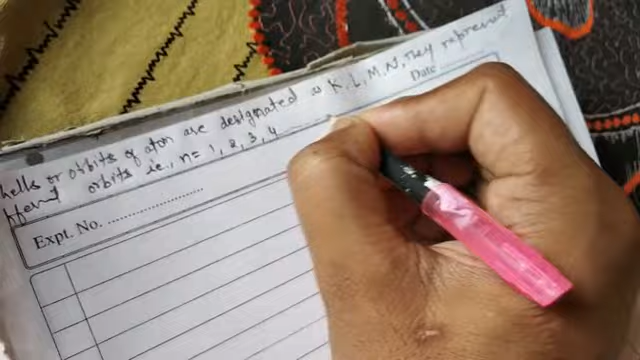 hells or orbits of atom are designated as K, L, M, N, They represent
fferent orbits ie., n= 1, 2, 3, 4
Date
Expt. No.